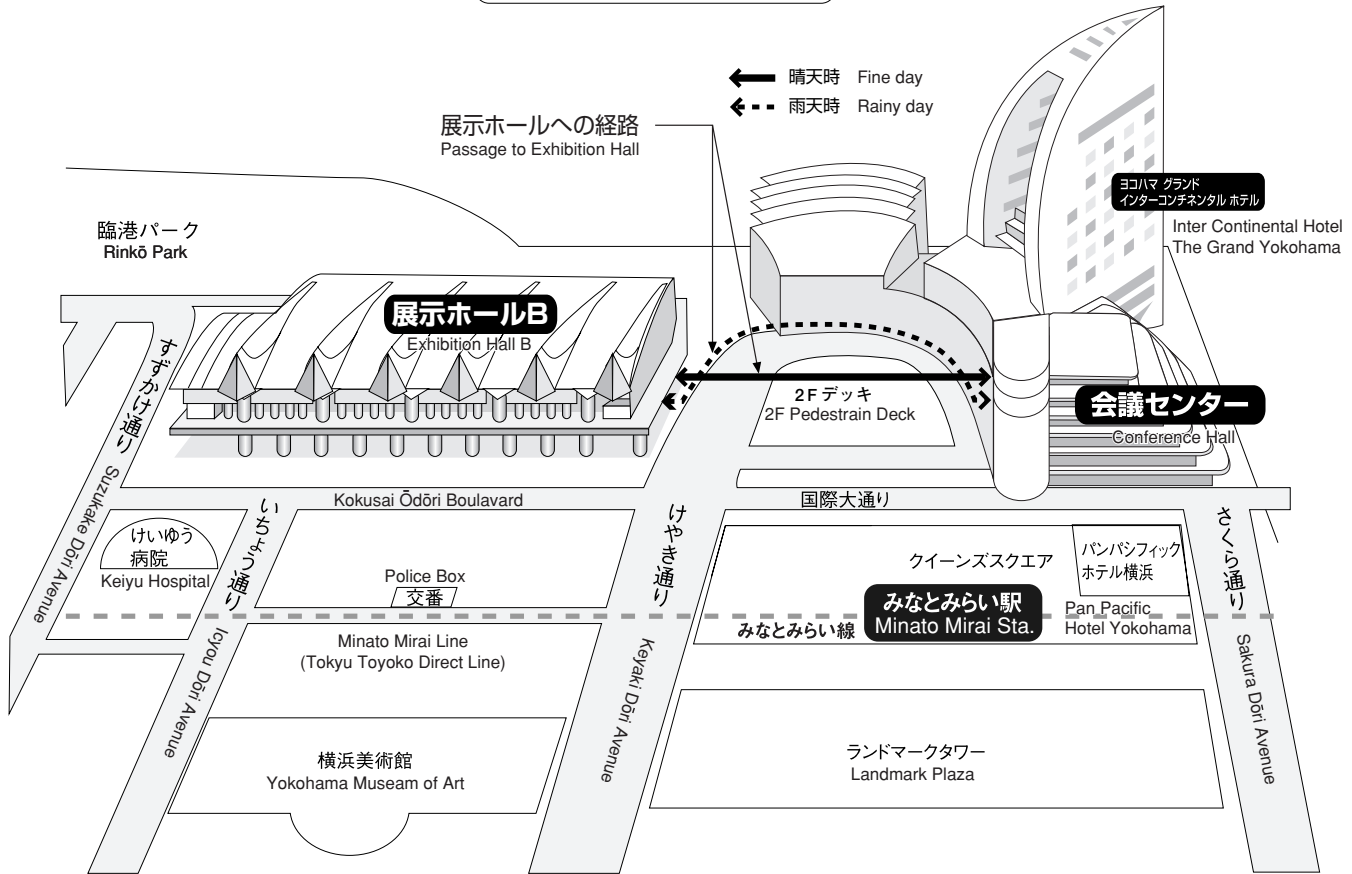 晴天時 Fine day
雨天時 Rainy day
展示ホールへの経路
Passage to Exhibition Hall
ヨコハマ グランド
インターコンチネンタル ホテル
Inter Continental Hotel
The Grand Yokohama
臨港パーク
Rinkō Park
展示ホールB
Exhibition Hall B
2Fデッキ
2F Pedestrain Deck
会議センター
Conference Hall
すずかけ通り
Suzukake Dōri Avenue
Kokusai Ōdōri Boulavard
国際大通り
いちょう通り
Icyou Dōri Avenue
けやき通り
Keyaki Dōri Avenue
さくら通り
Sakura Dōri Avenue
けいゆう
病院
Keiyu Hospital
Police Box
交番
クイーンズスクエア
パンパシフィック
ホテル横浜
Pan Pacific
Hotel Yokohama
みなとみらい駅
Minato Mirai Sta.
みなとみらい線
Minato Mirai Line
(Tokyu Toyoko Direct Line)
横浜美術館
Yokohama Museam of Art
ランドマークタワー
Landmark Plaza